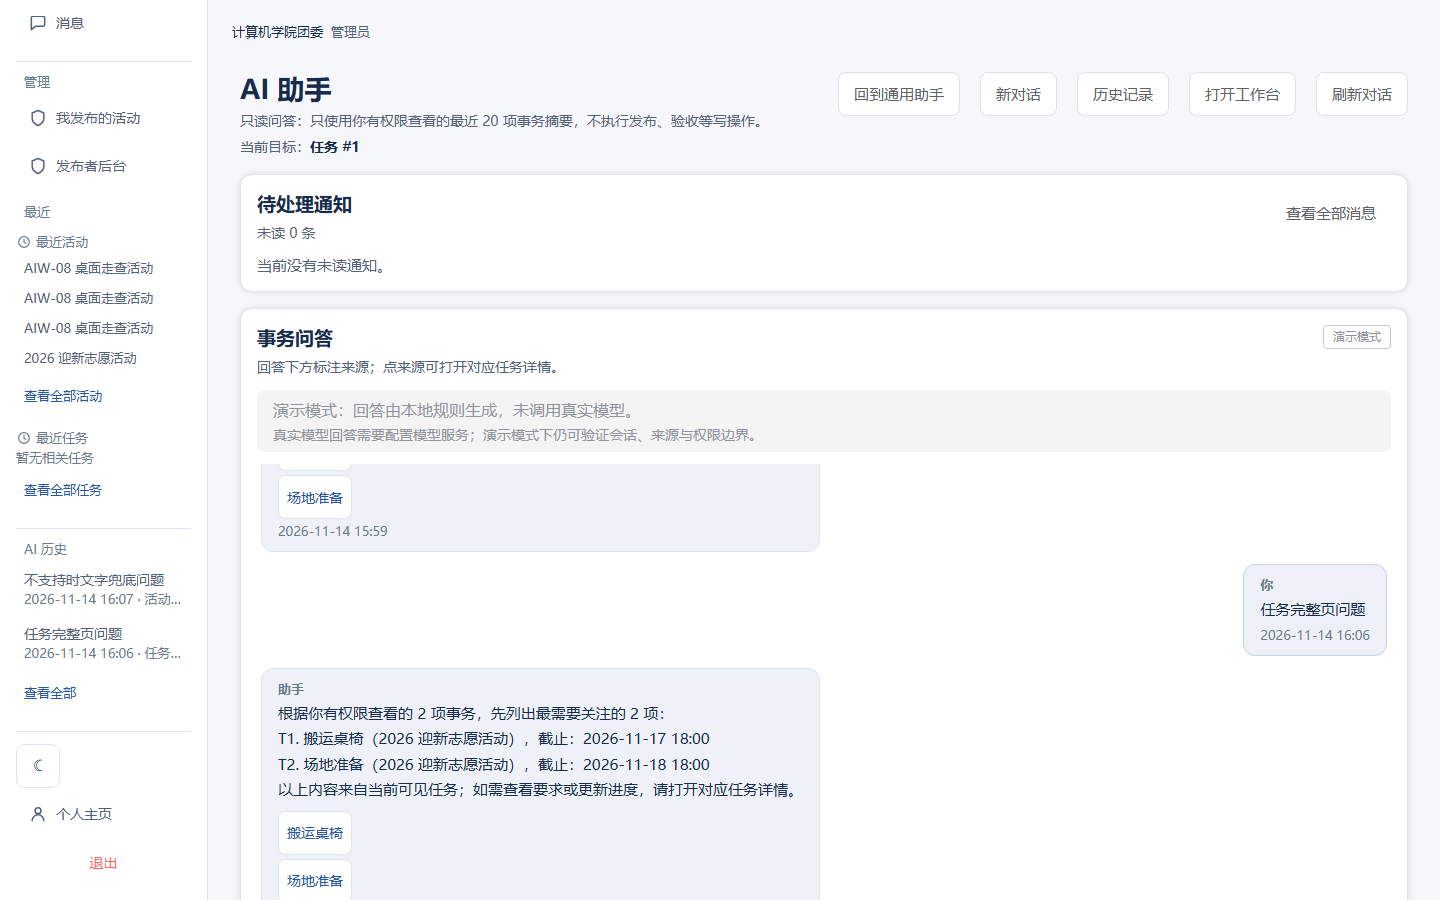 消息
管理
我发布的活动
发布者后台
最近
最近活动
AIW-08 桌面走查活动
AIW-08 桌面走查活动
AIW-08 桌面走查活动
2026 迎新志愿活动
查看全部活动
最近任务
暂无相关任务
查看全部任务
AI 历史
不支持时文字兜底问题
2026-11-14 16:07 · 活动...
任务完整页问题
2026-11-14 16:06 · 任务...
查看全部
个人主页
退出
计算机学院团委 管理员
AI 助手
只读问答：只使用你有权限查看的最近 20 项事务摘要，不执行发布、验收等写操作。
当前目标：任务 #1
回到通用助手
新对话
历史记录
打开工作台
刷新对话
待处理通知
未读 0 条
当前没有未读通知。
查看全部消息
事务问答
演示模式
回答下方标注来源；点来源可打开对应任务详情。
演示模式：回答由本地规则生成，未调用真实模型。
真实模型回答需要配置模型服务；演示模式下仍可验证会话、来源与权限边界。
场地准备
2026-11-14 15:59
你
任务完整页问题
2026-11-14 16:06
助手
根据你有权限查看的 2 项事务，先列出最需要关注的 2 项：
T1. 搬运桌椅（2026 迎新志愿活动），截止：2026-11-17 18:00
T2. 场地准备（2026 迎新志愿活动），截止：2026-11-18 18:00
以上内容来自当前可见任务；如需查看要求或更新进度，请打开对应任务详情。
搬运桌椅
场地准备